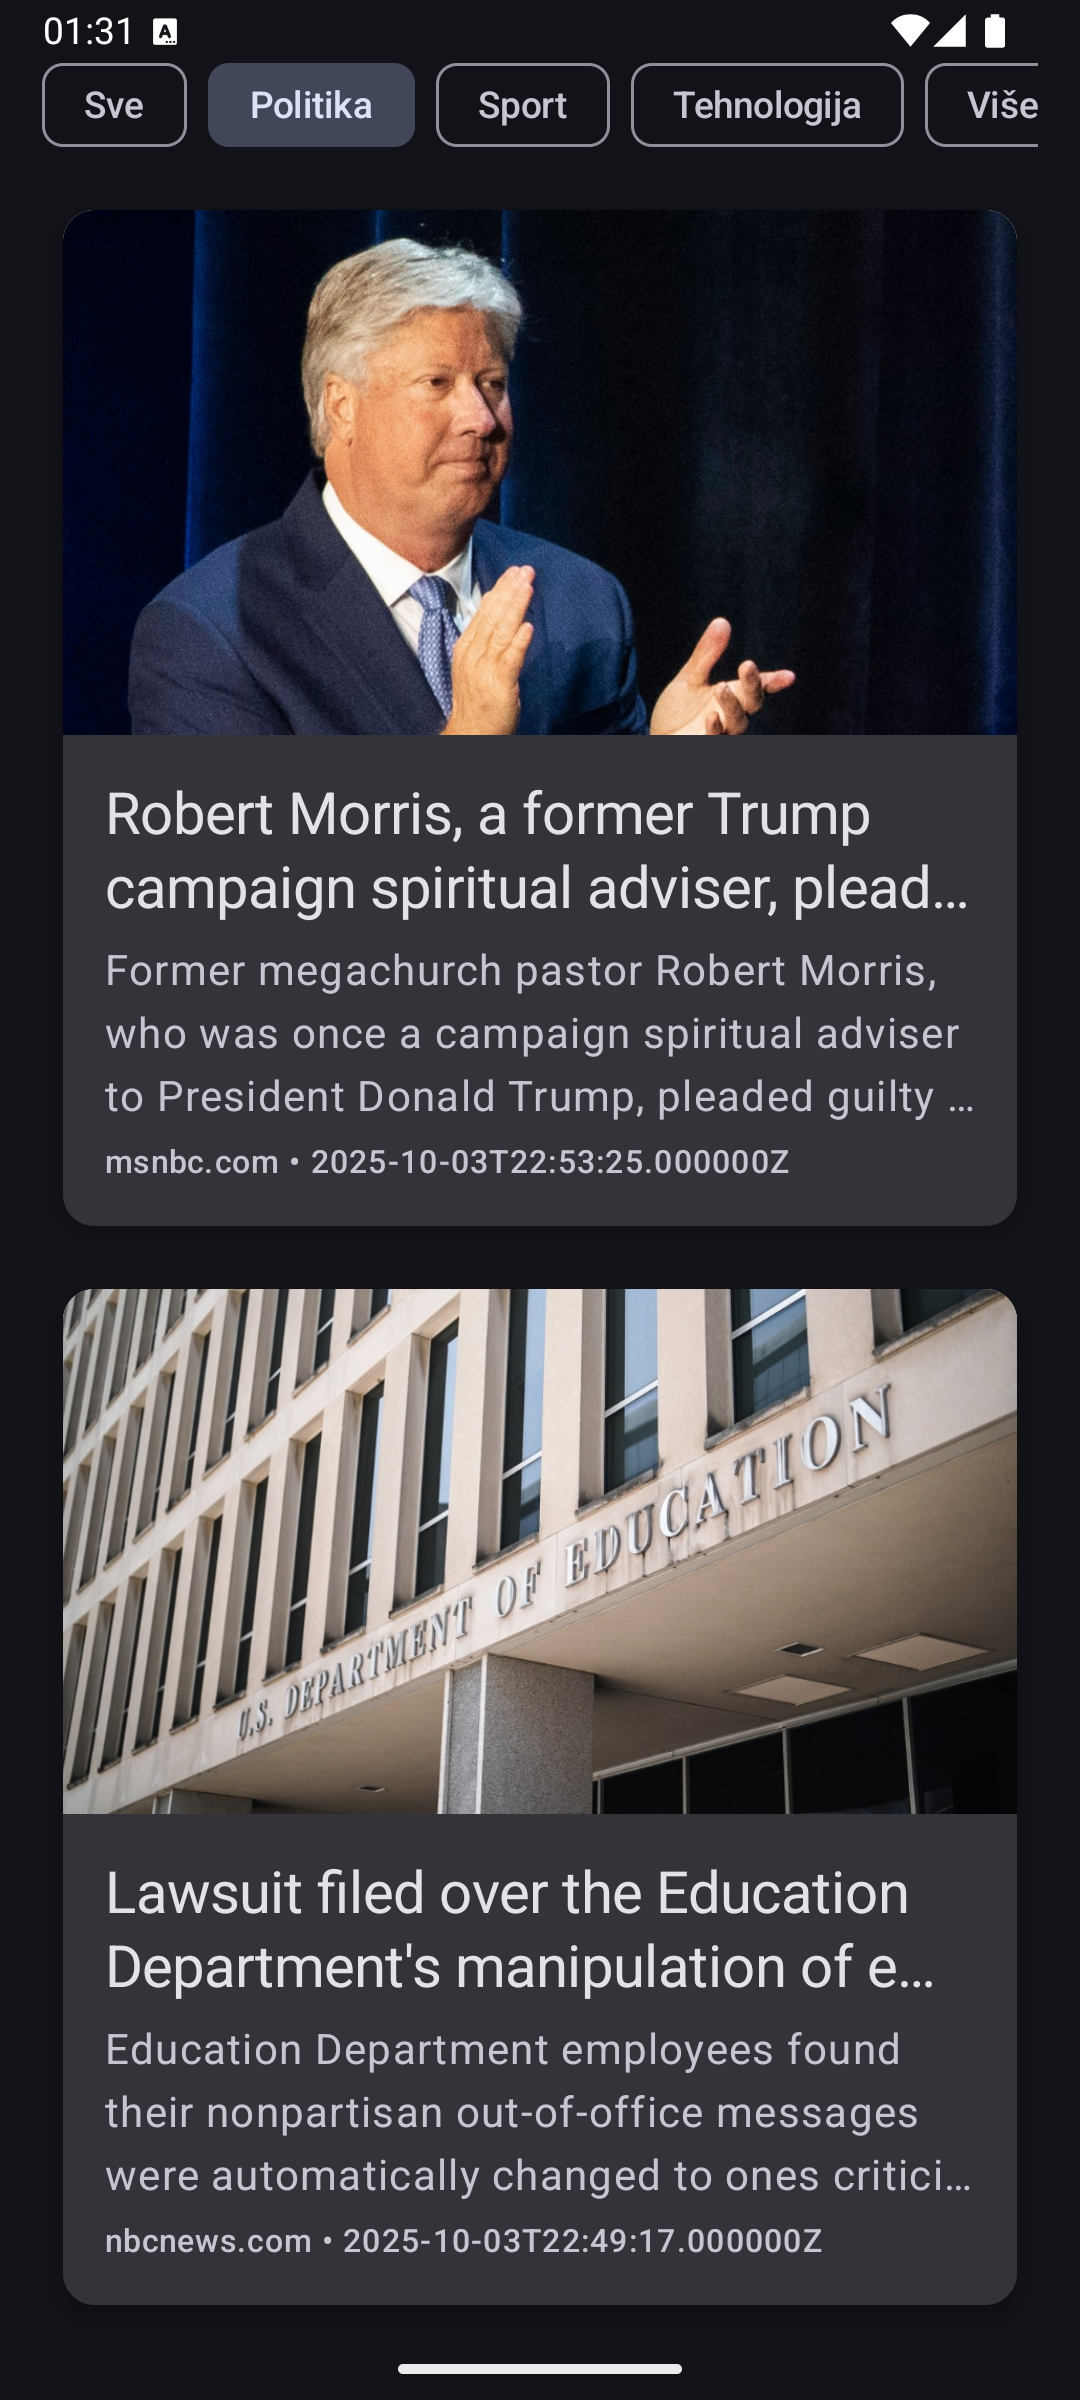 01:31
Sve
Politika
Sport
Tehnologija
Više
Robert Morris, a former Trump
campaign spiritual adviser, plead…
Former megachurch pastor Robert Morris,
who was once a campaign spiritual adviser
to President Donald Trump, pleaded guilty …
msnbc.com • 2025-10-03T22:53:25.000000Z
U.S. DEPARTMENT OF EDUCATION
Lawsuit filed over the Education
Department's manipulation of e…
Education Department employees found
their nonpartisan out-of-office messages
were automatically changed to ones critici…
nbcnews.com • 2025-10-03T22:49:17.000000Z